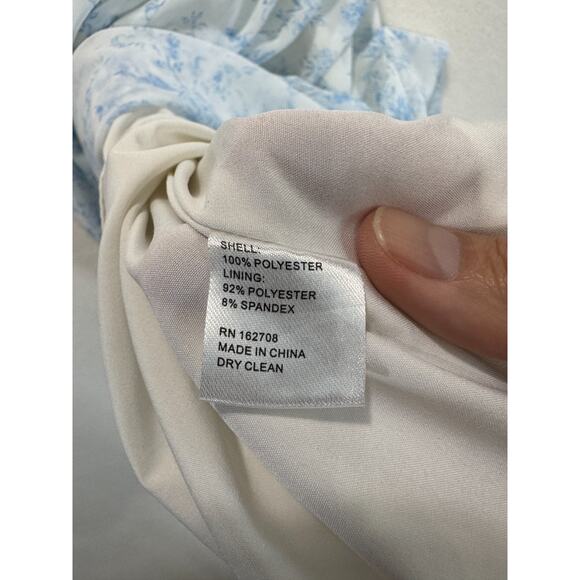 SHELL:
100% POLYESTER
LINING:
92% POLYESTER
8% SPANDEX
RN 162708
MADE IN CHINA
DRY CLEAN